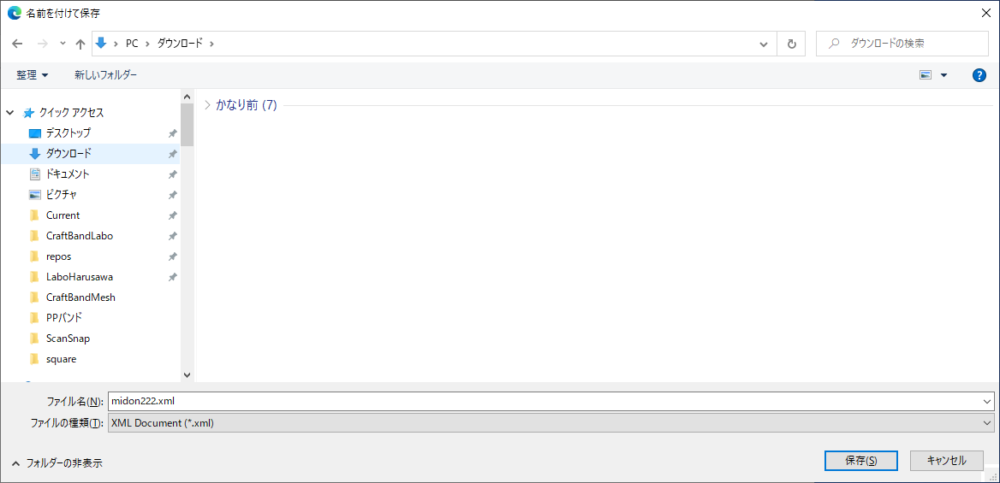 名前を付けて保存
PC ダウンロード
ダウンロードの検索
整理 新しいフォルダー
?
クイック アクセス
デスクトップ
ダウンロード
ドキュメント
ピクチャ
Current
CraftBandLabo
repos
LaboHarusawa
CraftBandMesh
PPバンド
ScanSnap
square
かなり前 (7)
ファイル名(N): midon222.xml
ファイルの種類(T): XML Document (*.xml)
フォルダーの非表示
保存(S) キャンセル